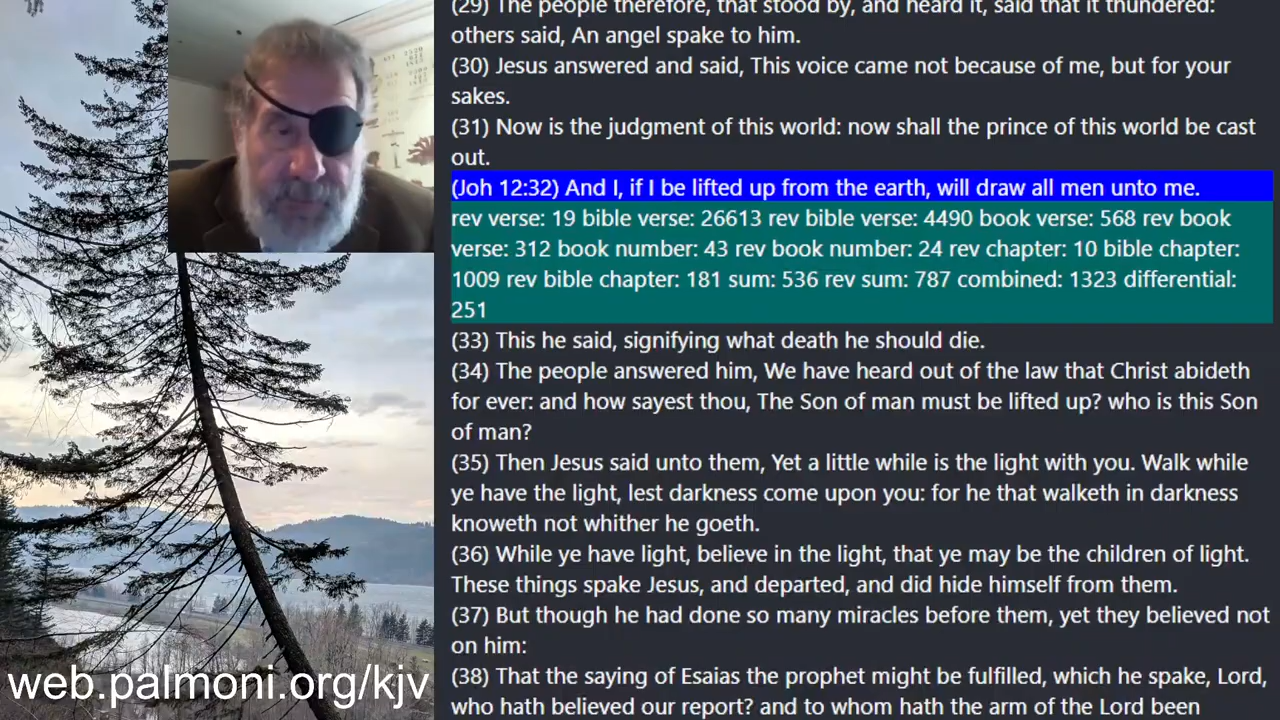 (29) The people therefore, that stood by, and heard it, said that it thundered:
others said, An angel spake to him.
(30) Jesus answered and said, This voice came not because of me, but for your
sakes.
(31) Now is the judgment of this world: now shall the prince of this world be cast
out.
(Joh 12:32) And I, if I be lifted up from the earth, will draw all men unto me.
rev verse: 19 bible verse: 26613 rev bible verse: 4490 book verse: 568 rev book
verse: 312 book number: 43 rev book number: 24 rev chapter: 10 bible chapter:
1009 rev bible chapter: 181 sum: 536 rev sum: 787 combined: 1323 differential:
251
(33) This he said, signifying what death he should die.
(34) The people answered him, We have heard out of the law that Christ abideth
for ever: and how sayest thou, The Son of man must be lifted up? who is this Son
of man?
(35) Then Jesus said unto them, Yet a little while is the light with you. Walk while
ye have the light, lest darkness come upon you: for he that walketh in darkness
knoweth not whither he goeth.
(36) While ye have light, believe in the light, that ye may be the children of light.
These things spake Jesus, and departed, and did hide himself from them.
(37) But though he had done so many miracles before them, yet they believed not
on him:
(38) That the saying of Esaias the prophet might be fulfilled, which he spake, Lord,
who hath believed our report? and to whom hath the arm of the Lord been
web.palmoni.org/kjv